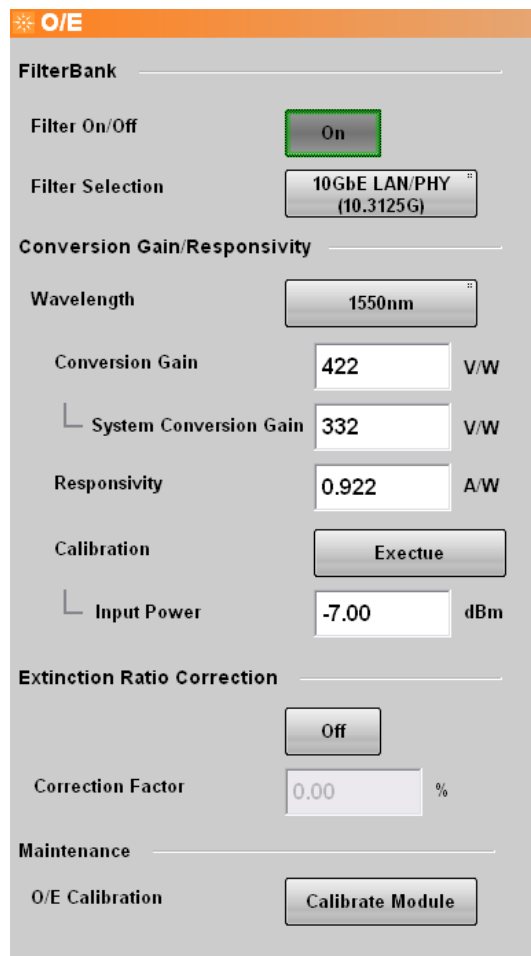 O/E
FilterBank
Filter On/Off
On
Filter Selection
10GbE LAN/PHY
(10.3125G)
Conversion Gain/Responsivity
Wavelength
1550nm
Conversion Gain
422
V/W
System Conversion Gain
332
V/W
Responsivity
0.922
A/W
Calibration
Exectue
Input Power
-7.00
dBm
Extinction Ratio Correction
Off
Correction Factor
0.00
%
Maintenance
O/E Calibration
Calibrate Module